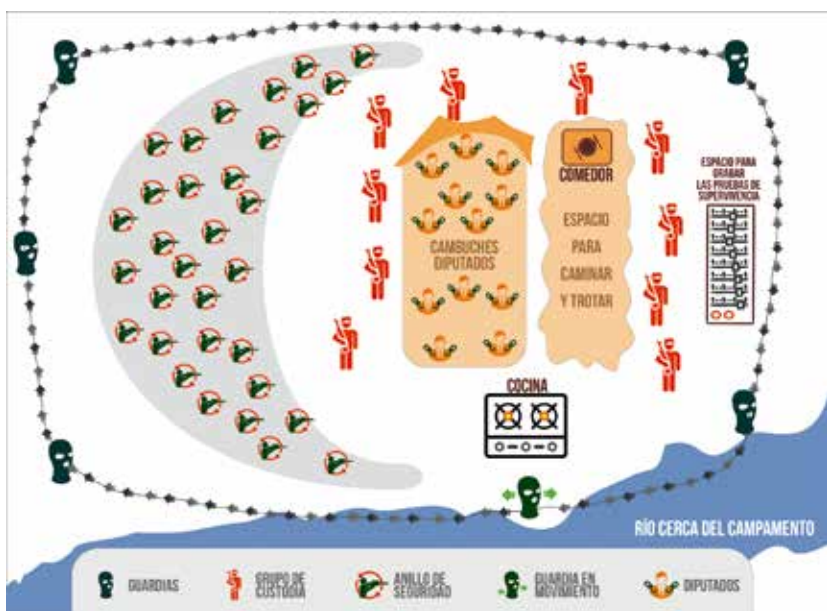 ESPACIO PARA
GRABAR
LAS PRUEBAS DE
SUPERVIVENCIA
COMEDOR
ESPACIO
PARA
CAMINAR
Y TROTAR
CAMBUCHES
DIPUTADOS
COCINA
RÍO CERCA DEL CAMPAMENTO
GUARDIAS
GRUPO DE
CUSTODIA
ANILLO DE
SEGURIDAD
GUARDIA EN
MOVIMIENTO
DIPUTADOS